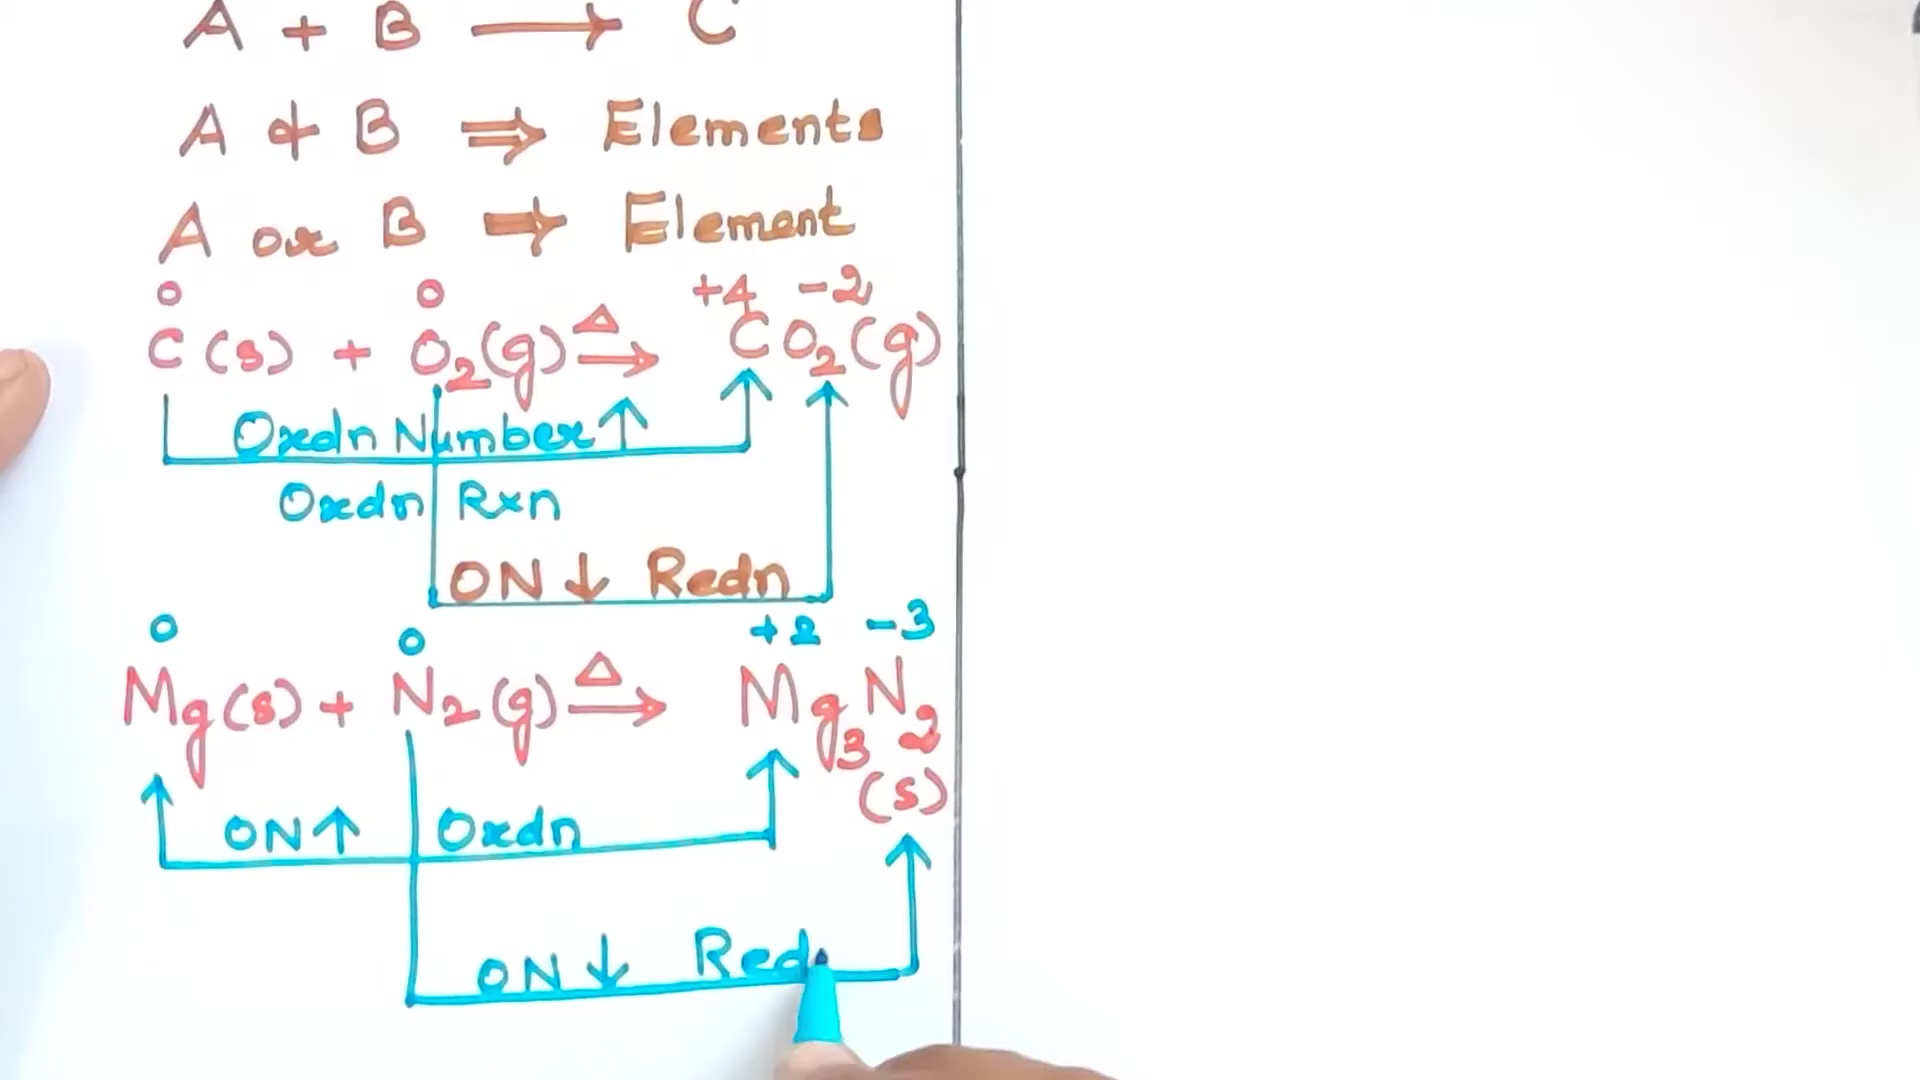 A + B ⟶ C
A & B ⇒ Elements
A or B ⇒ Element
0 0 +4 -2
C (s) + O₂(g) →Δ CO₂(g)
Oxdn Number ↑
Oxdn Rxn
ON ↓ Redn
0 0 +2 -3
Mg(s) + N₂(g) →Δ Mg₃N₂
(s)
ON ↑ Oxdn
ON ↓ Red